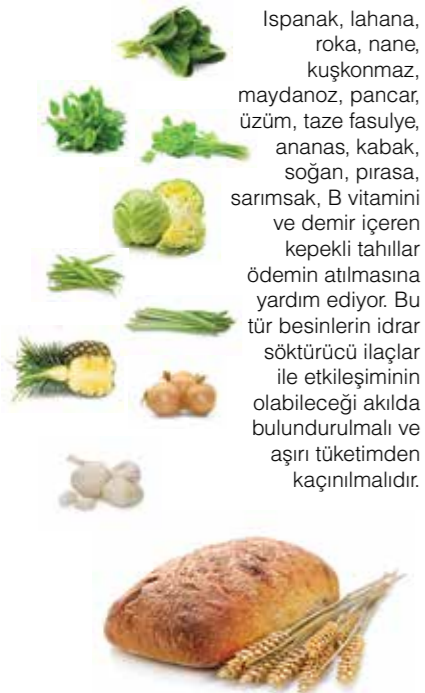 Ispanak, lahana,
roka, nane,
kuşkonmaz,
maydanoz, pancar,
üzüm, taze fasulye,
ananas, kabak,
soğan, pırasa,
sarımsak, B vitamini
ve demir içeren
kepekli tahıllar
ödemin atılmasına
yardım ediyor. Bu
tür besinlerin idrar
söktürücü ilaçlar
ile etkileşiminin
olabileceği akılda
bulundurulmalı ve
aşırı tüketimden
kaçınılmalıdır.